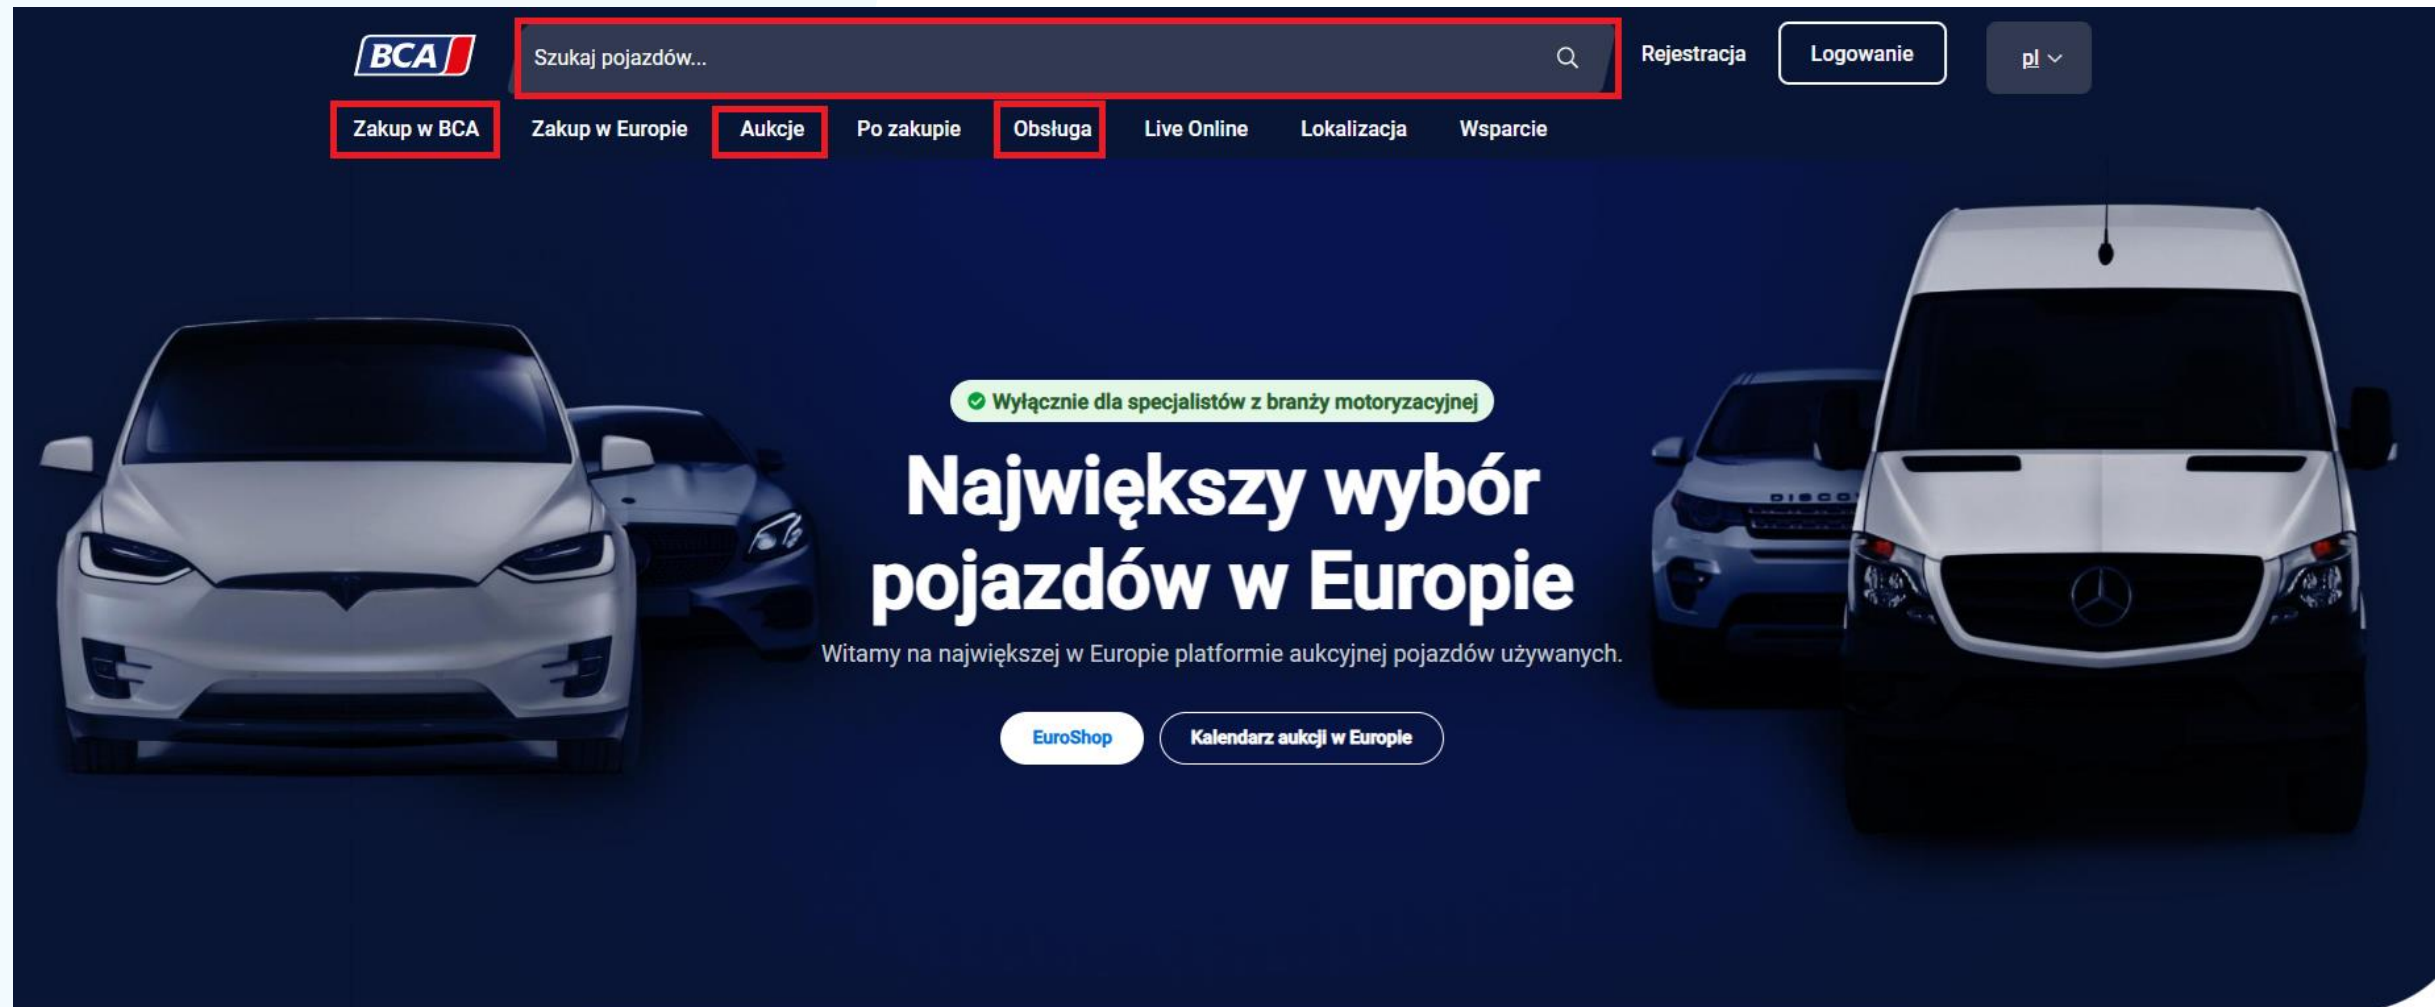 BCA
Szukaj pojazdów...
Rejestracja
Logowanie
pl
Zakup w BCA
Zakup w Europie
Aukcje
Po zakupie
Obsługa
Live Online
Lokalizacja
Wsparcie
Wyłącznie dla specjalistów z branży motoryzacyjnej
Największy wybór
pojazdów w Europie
Witamy na największej w Europie platformie aukcyjnej pojazdów używanych.
EuroShop
Kalendarz aukcji w Europie
DISCO